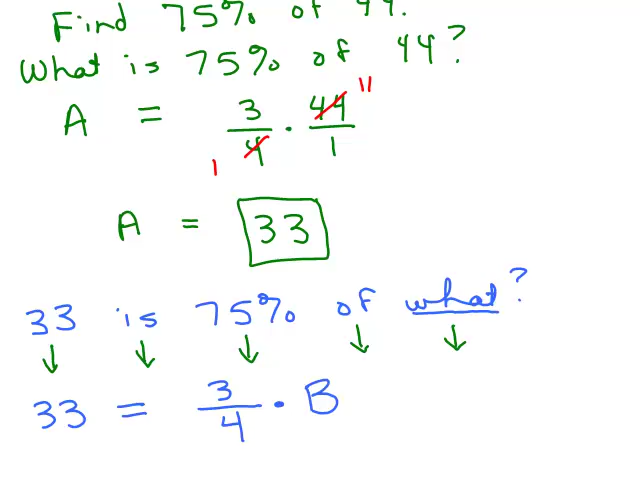 Find 75% of 44.
What is 75% of 44?
A = 3/4 · 44/1 11
1
A = 33
33 is 75% of what?
↓ ↓ ↓ ↓ ↓
33 = 3/4 · B